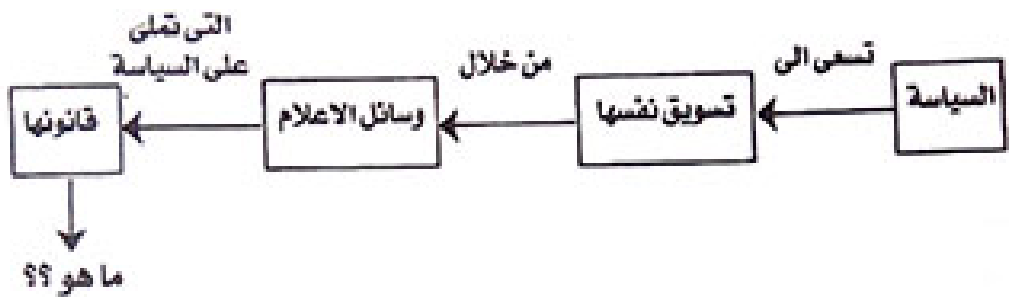 السياسة
تسعى الى
تسويق نفسها
من خلال
وسائل الاعلام
التى تملى
على السياسة
قانونها
ما هو ؟؟